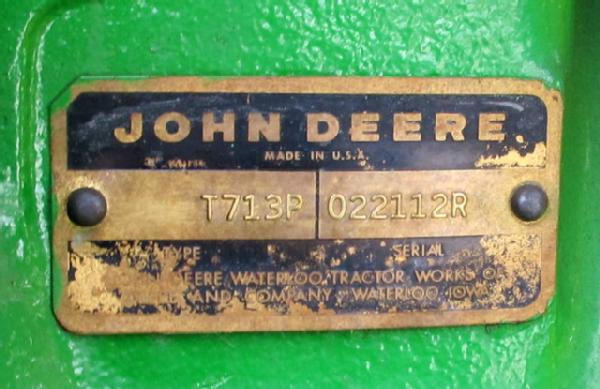 JOHN DEERE
MADE IN U.S.A.
T713P 022112R
TYPE SERIAL
DEERE WATERLOO TRACTOR WORKS OF
AND COMPANY WATERLOO IOWA